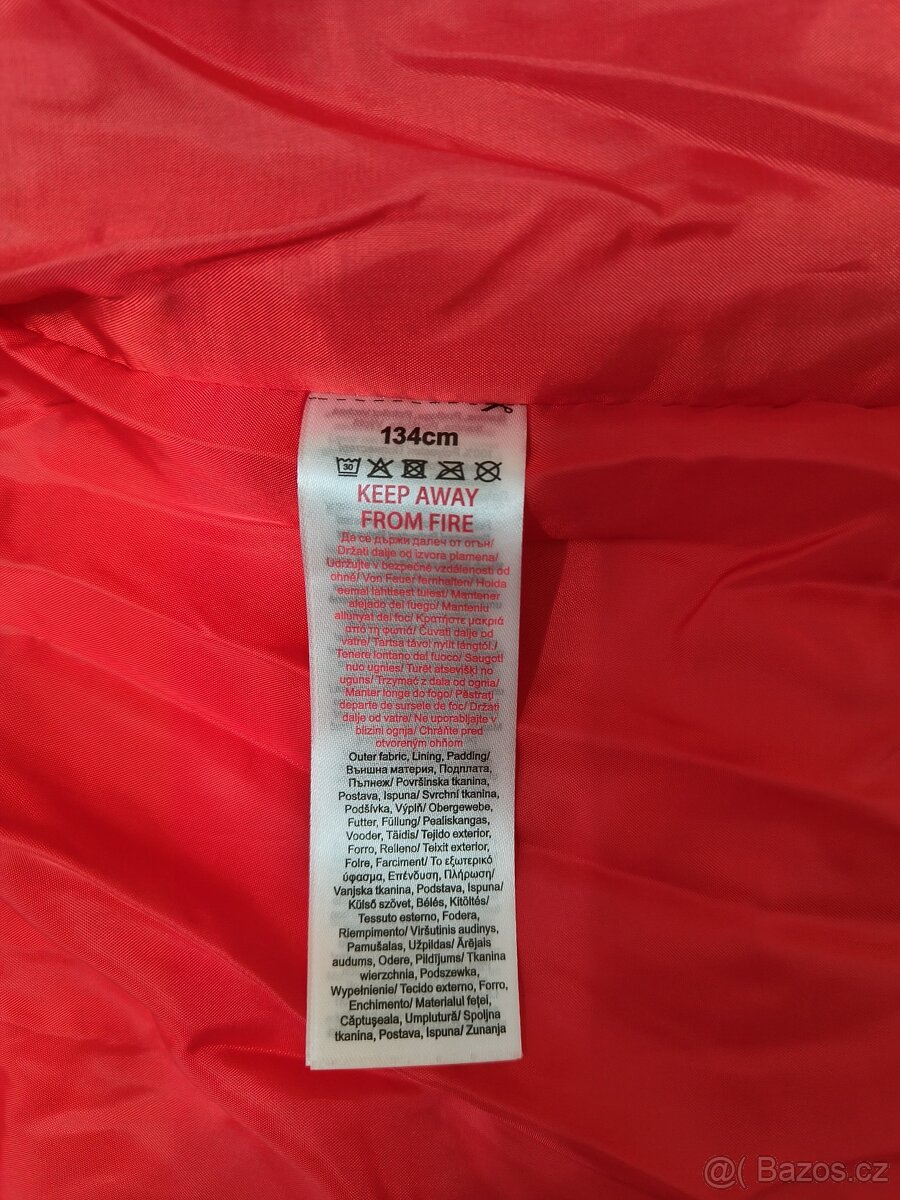 134cm
30
KEEP AWAY
FROM FIRE
Да се държи далеч от огън/
Držati dalje od izvora plamena/
Udržujte v bezpečné vzdálenosti od
ohně/ Von Feuer fernhalten/ Hoida
eemal lahtisest tulest/ Mantener
alejado del fuego/ Manteniu
allunyat del foc/ Κρατήστε μακριά
από τη φωτιά/ Čuvati dalje od
vatre/ Tartsa távol nyílt lángtól./
Tenere lontano dal fuoco/ Saugoti
nuo ugnies/ Turēt atsevišķi no
uguns/ Trzymać z dala od ognia/
Manter longe do fogo/ Păstrați
departe de sursele de foc/ Držati
dalje od vatre/ Ne uporabljajte v
bližini ognja/ Chráňte pred
otvoreným ohňom
Outer fabric, Lining, Padding/
Външна материя, Подплата,
Пълнеж/ Površinska tkanina,
Postava, Ispuna/ Svrchní tkanina,
Podšívka, Výplň/ Obergewebe,
Futter, Füllung/ Pealiskangas,
Vooder, Täidis/ Tejido exterior,
Forro, Relleno/ Teixit exterior,
Folre, Farciment/ Το εξωτερικό
ύφασμα, Επένδυση, Πλήρωση/
Vanjska tkanina, Podstava, Ispuna/
Külső szövet, Bélés, Kitöltés/
Tessuto esterno, Fodera,
Riempimento/ Viršutinis audinys,
Pamušalas, Užpildas/ Ārējais
audums, Odere, Pildījums/ Tkanina
wierzchnia, Podszewka,
Wypełnienie/ Tecido externo, Forro,
Enchimento/ Materialul feței,
Căptușeala, Umplutură/ Spoljna
tkanina, Postava, Ispuna/ Zunanja
@( Bazos.cz